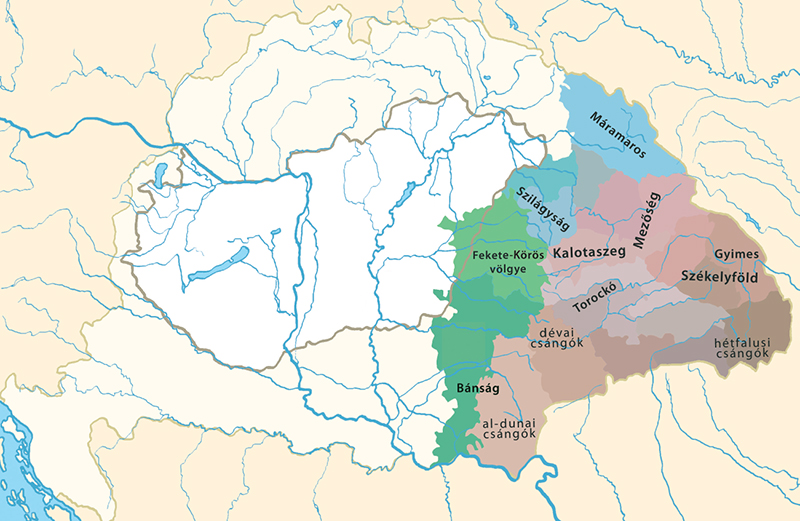 Máramaros
Szilágyság
Mezőség
Fekete-Körös
völgye
Kalotaszeg
Gyimes
Székelyföld
Torockó
dévai
csángók
hétfalusi
csángók
Bánság
al-dunai
csángók